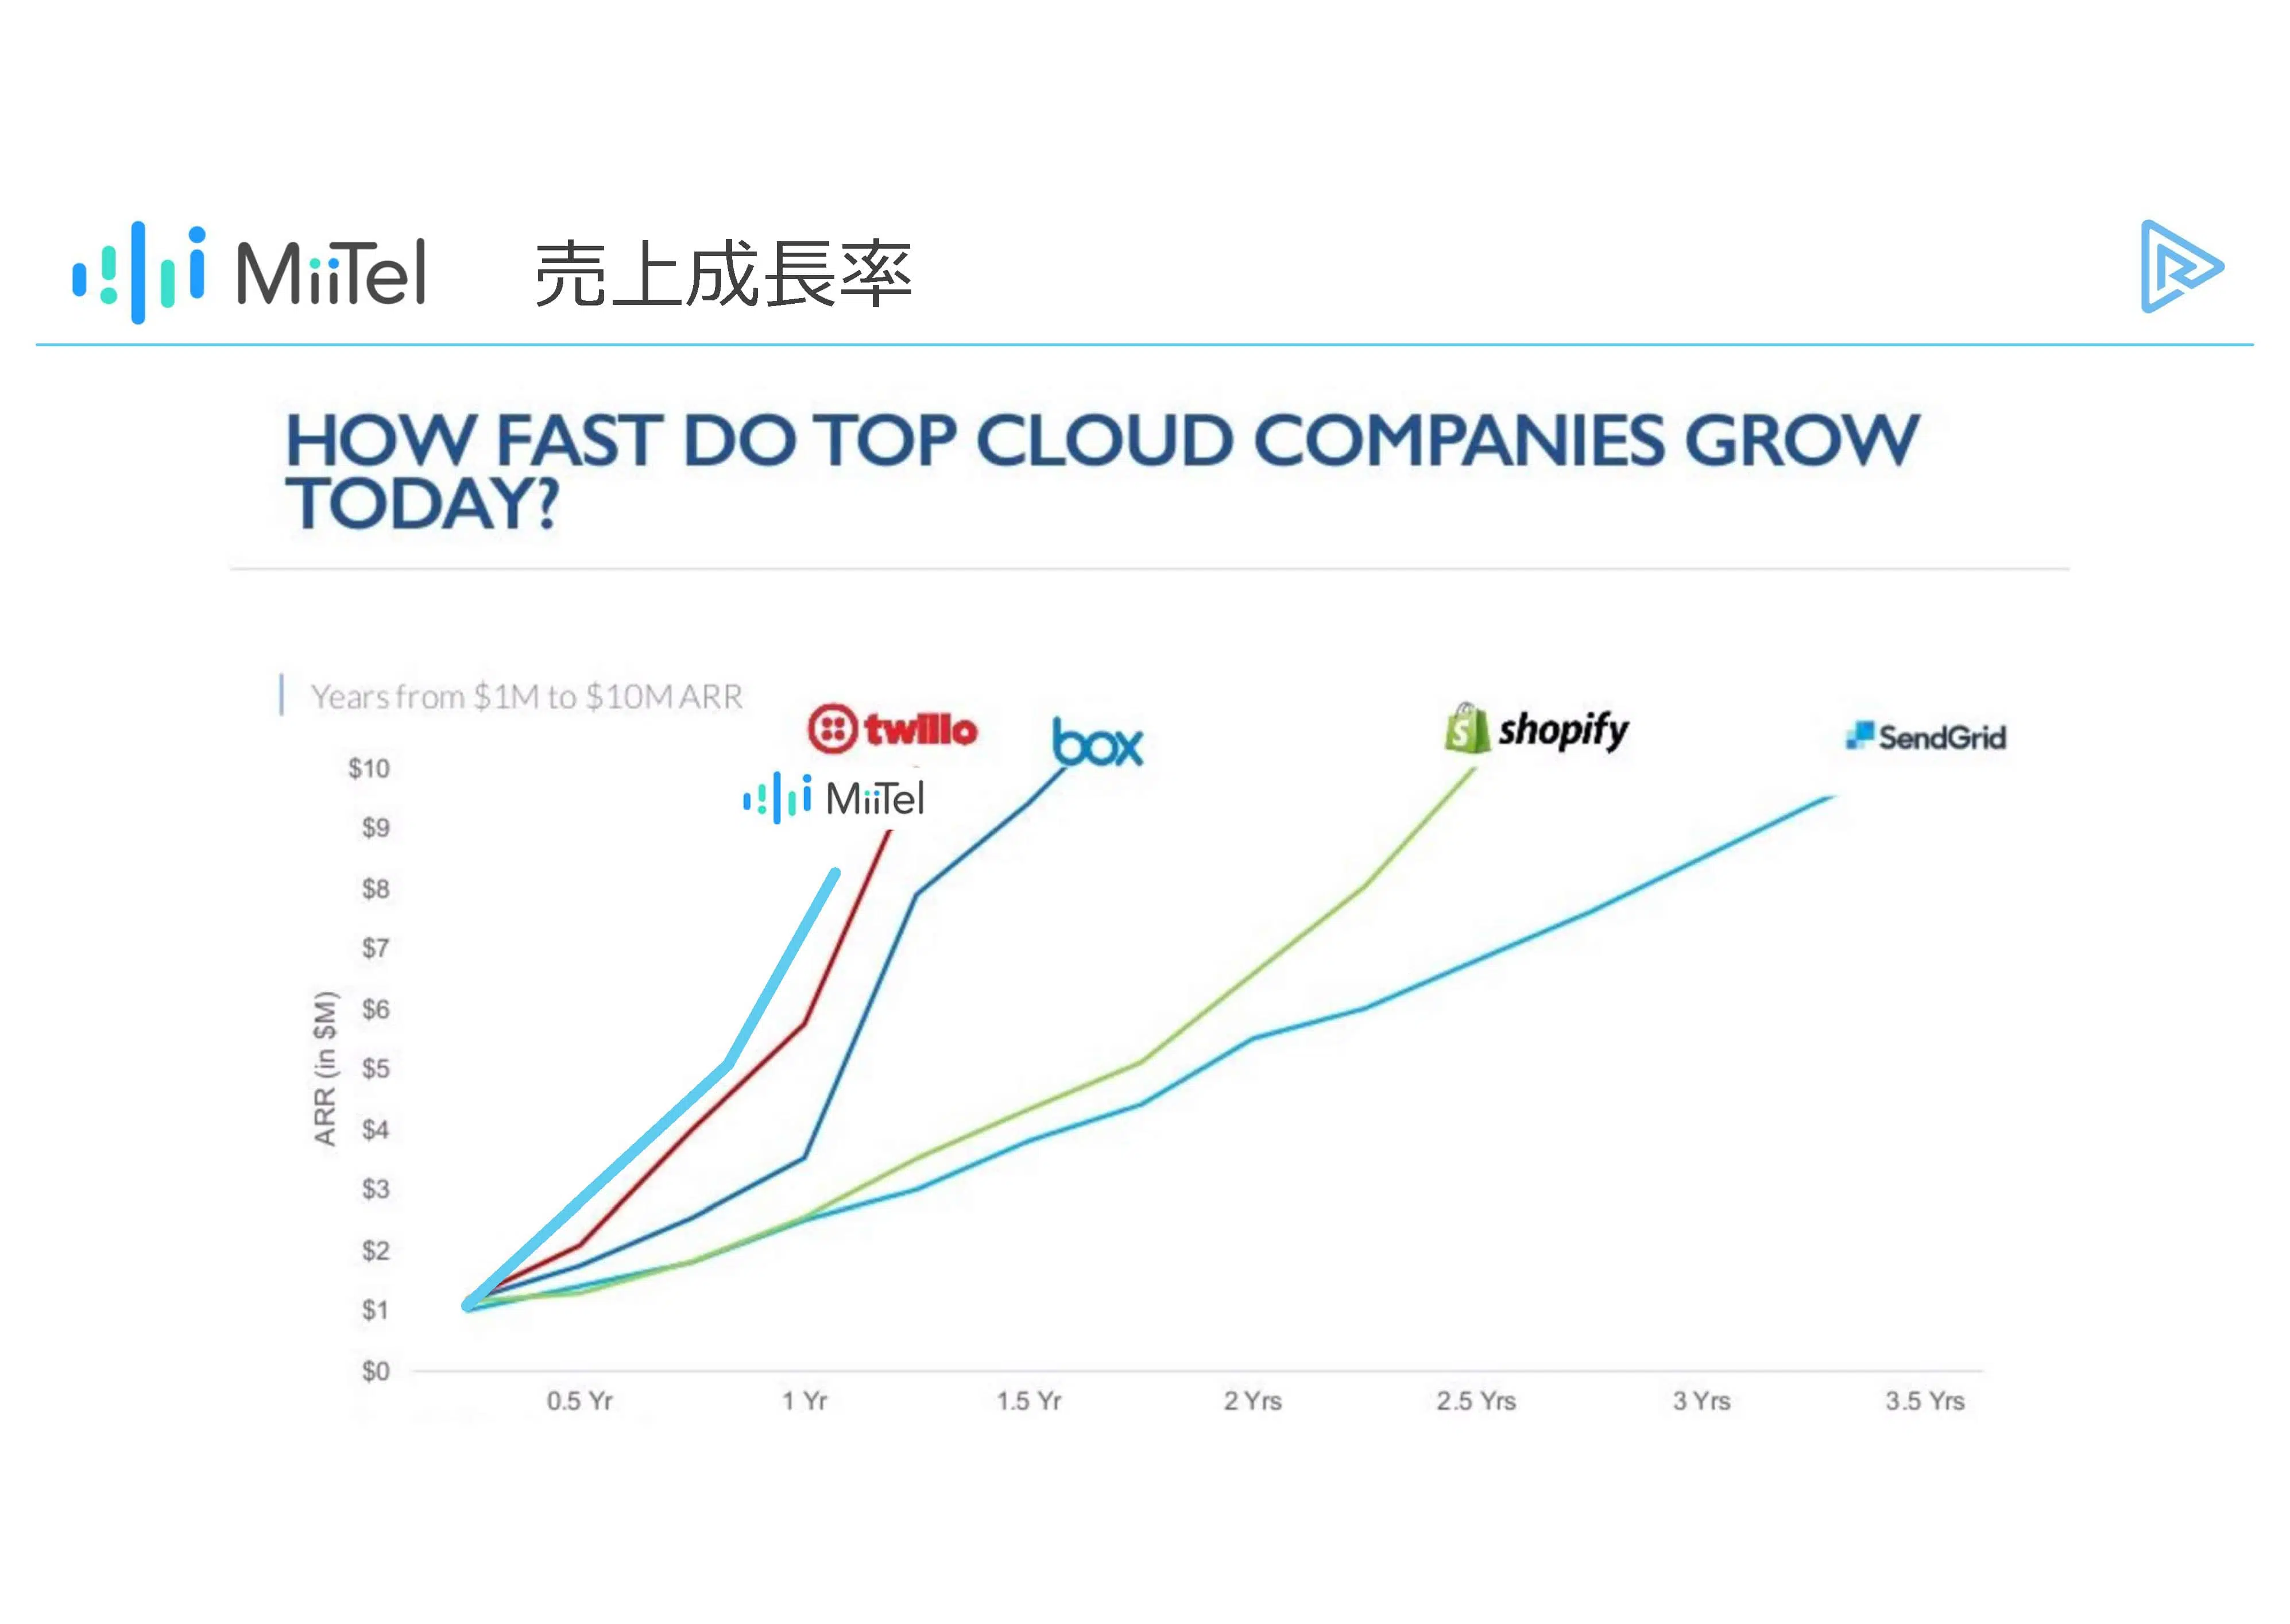 MiiTel 売上成長率
HOW FAST DO TOP CLOUD COMPANIES GROW
TODAY?
Years from $1M to $10M ARR
twilio
box
shopify
SendGrid
MiiTel
$10
$9
$8
$7
$6
$5
$4
$3
$2
$1
$0
ARR (in $M)
0.5 Yr 1 Yr 1.5 Yr 2 Yrs 2.5 Yrs 3 Yrs 3.5 Yrs